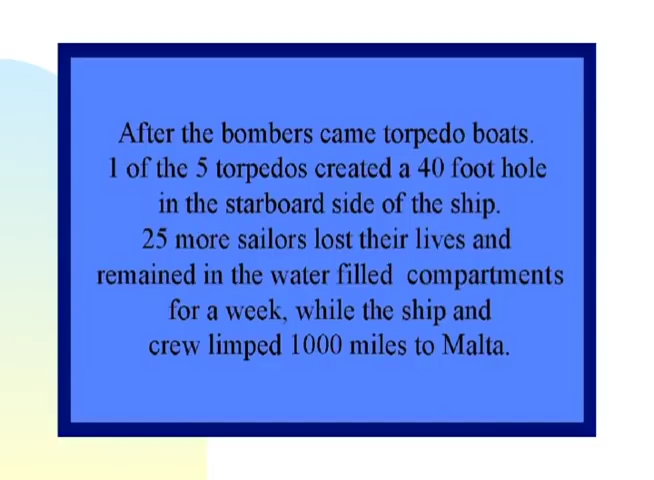 After the bombers came torpedo boats.
1 of the 5 torpedos created a 40 foot hole
in the starboard side of the ship.
25 more sailors lost their lives and
remained in the water filled compartments
for a week, while the ship and
crew limped 1000 miles to Malta.